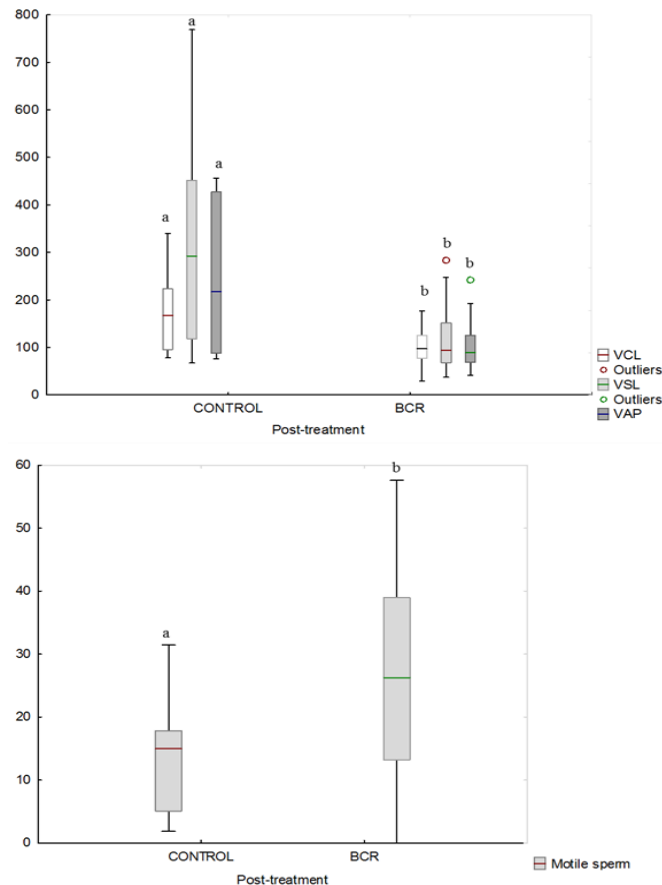 800
700
600
500
400
300
200
100
0
a
a
a
b
b
b
CONTROL BCR
Post-treatment
VCL
Outliers
VSL
Outliers
VAP
60
50
40
30
20
10
0
a
b
CONTROL BCR
Post-treatment
Motile sperm